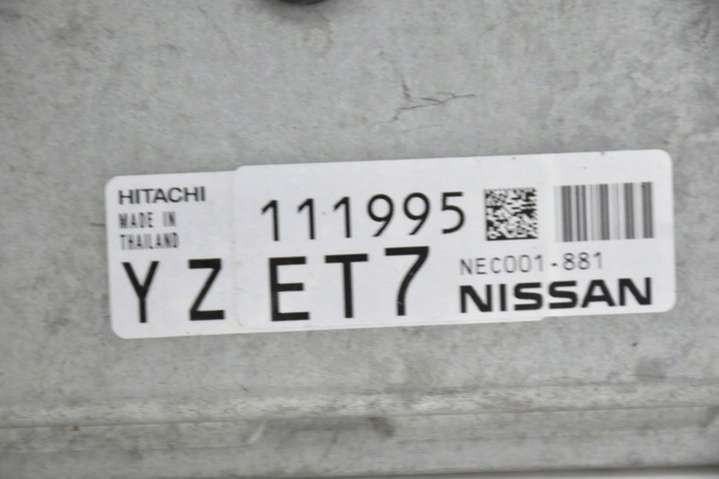 HITACHI
MADE IN
THAILAND
111995
YZ ET7
NEC001-881
NISSAN